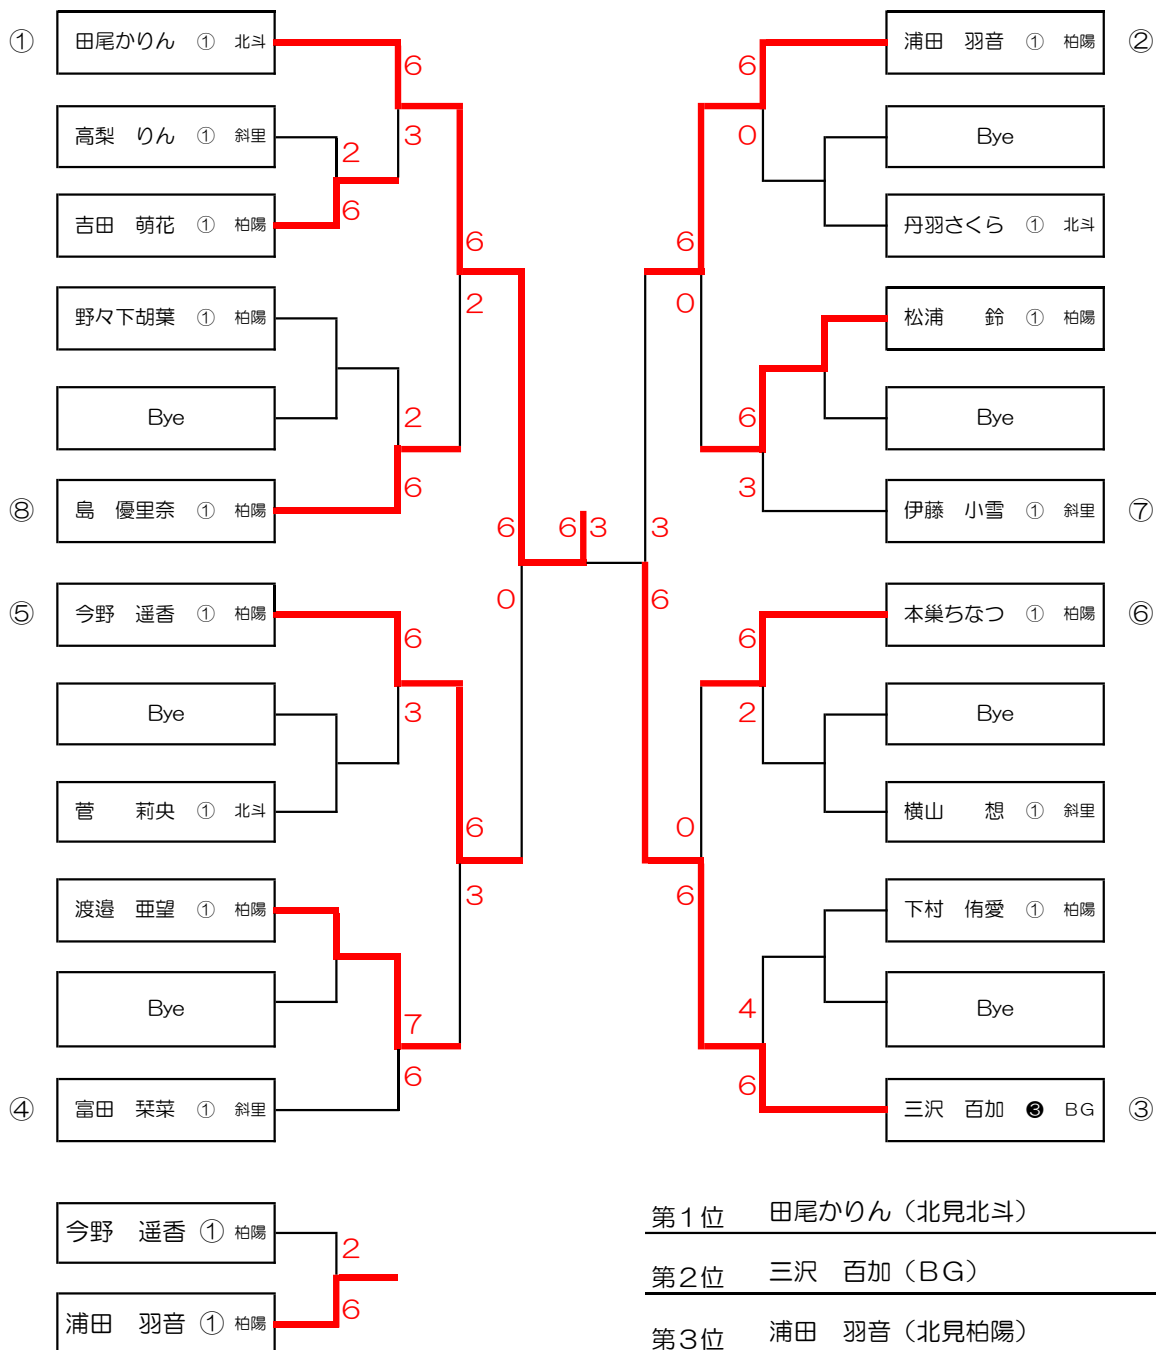 ① 田尾かりん ① 北斗
6
高梨 りん ① 斜里
3
2
吉田 萌花 ① 柏陽
6
6
野々下胡葉 ① 柏陽
2
Bye
2
⑧ 島 優里奈 ① 柏陽
6
6
0
⑤ 今野 遥香 ① 柏陽
6
Bye
3
菅 莉央 ① 北斗
6
3
渡邉 亜望 ① 柏陽
Bye
7
6
④ 富田 栞菜 ① 斜里
6 3
浦田 羽音 ① 柏陽 ②
6
Bye
0
丹羽さくら ① 北斗
6
0
松浦 鈴 ① 柏陽
Bye
6
3
伊藤 小雪 ① 斜里 ⑦
3
6
本巣ちなつ ① 柏陽 ⑥
6
Bye
2
横山 想 ① 斜里
0
6
下村 侑愛 ① 柏陽
Bye
4
6
三沢 百加 ❸ BG ③
今野 遥香 ① 柏陽
2
浦田 羽音 ① 柏陽
6
第1位 田尾かりん（北見北斗）
第2位 三沢 百加（BG）
第3位 浦田 羽音（北見柏陽）